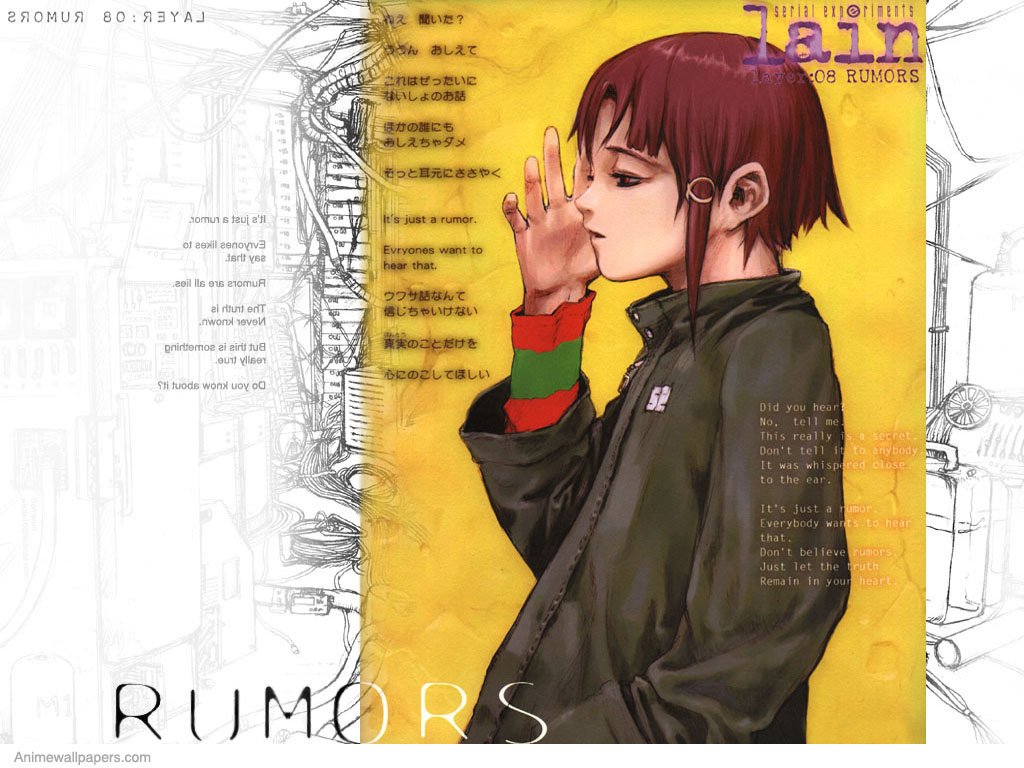 LAYER:08 RUMORS
serial experiments
lain
layer:08 RUMORS
ねえ 聞いた?
ううん おしえて
これはぜったいに
ないしょのお話
ほかの誰にも
おしえちゃダメ
そっと耳元にささやく
It's just a rumor.
Evryones want to
hear that.
ウワサ話なんて
信じちゃいけない
真実のことだけを
心にのこしてほしい
It's just a rumor.
Evryones likes to
say that.
Rumors are all lies.
The truth is
Never known.
But this is something
really true.
Do you know about it?
Did you hear?
No, tell me.
This really is a secret.
Don't tell it to anybody.
It was whispered close
to the ear.
It's just a rumor.
Everybody wants to hear
that.
Don't believe rumors.
Just let the truth
Remain in your heart.
M1
RUMORS
Animewallpapers.com